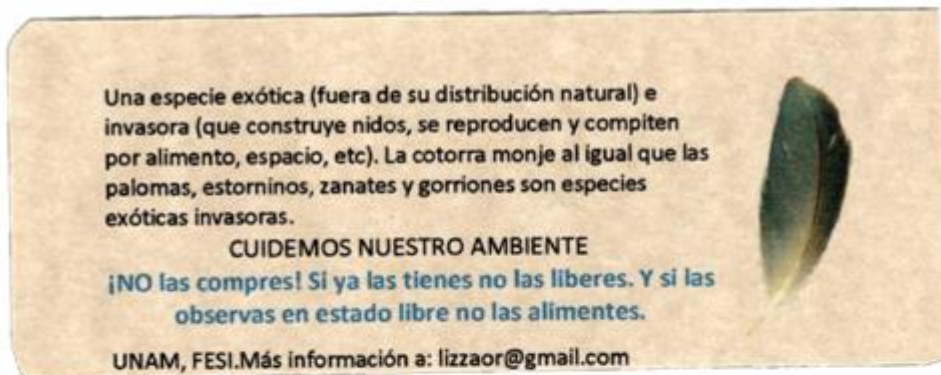 Una especie exótica (fuera de su distribución natural) e
invasora (que construye nidos, se reproducen y compiten
por alimento, espacio, etc). La cotorra monje al igual que las
palomas, estorninos, zanates y gorriones son especies
exóticas invasoras.
CUIDEMOS NUESTRO AMBIENTE
¡NO las compres! Si ya las tienes no las liberes. Y si las
observas en estado libre no las alimentes.
UNAM, FESI.Más información a: lizzaor@gmail.com